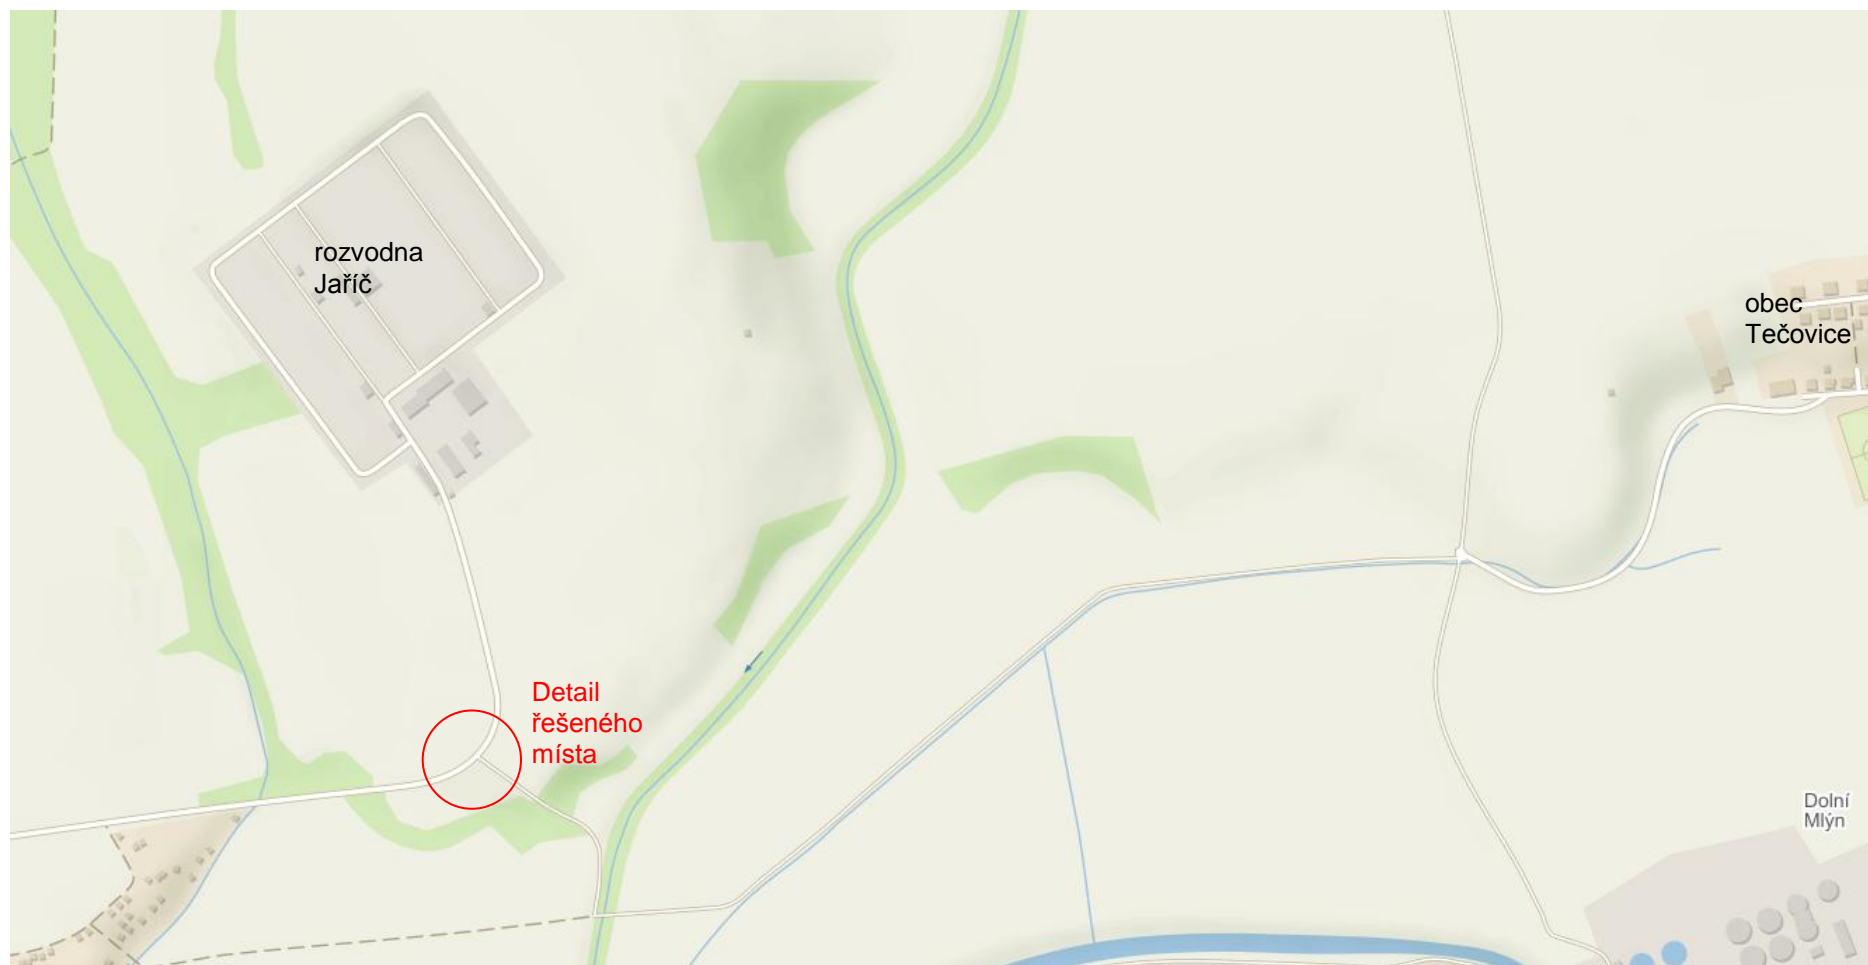 rozvodna
Jaříč
obec
Tečovice
Detail
řešeného
místa
Dolní
Mlýn